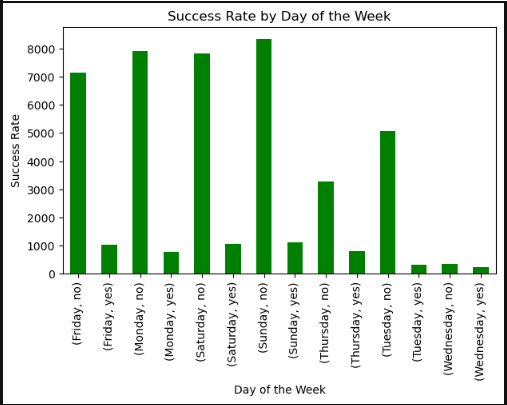 Success Rate by Day of the Week
Success Rate
8000
7000
6000
5000
4000
3000
2000
1000
0
(Friday, no)
(Friday, yes)
(Monday, no)
(Monday, yes)
(Saturday, no)
(Saturday, yes)
(Sunday, no)
(Sunday, yes)
(Thursday, no)
(Thursday, yes)
(Tuesday, no)
(Tuesday, yes)
(Wednesday, no)
(Wednesday, yes)
Day of the Week